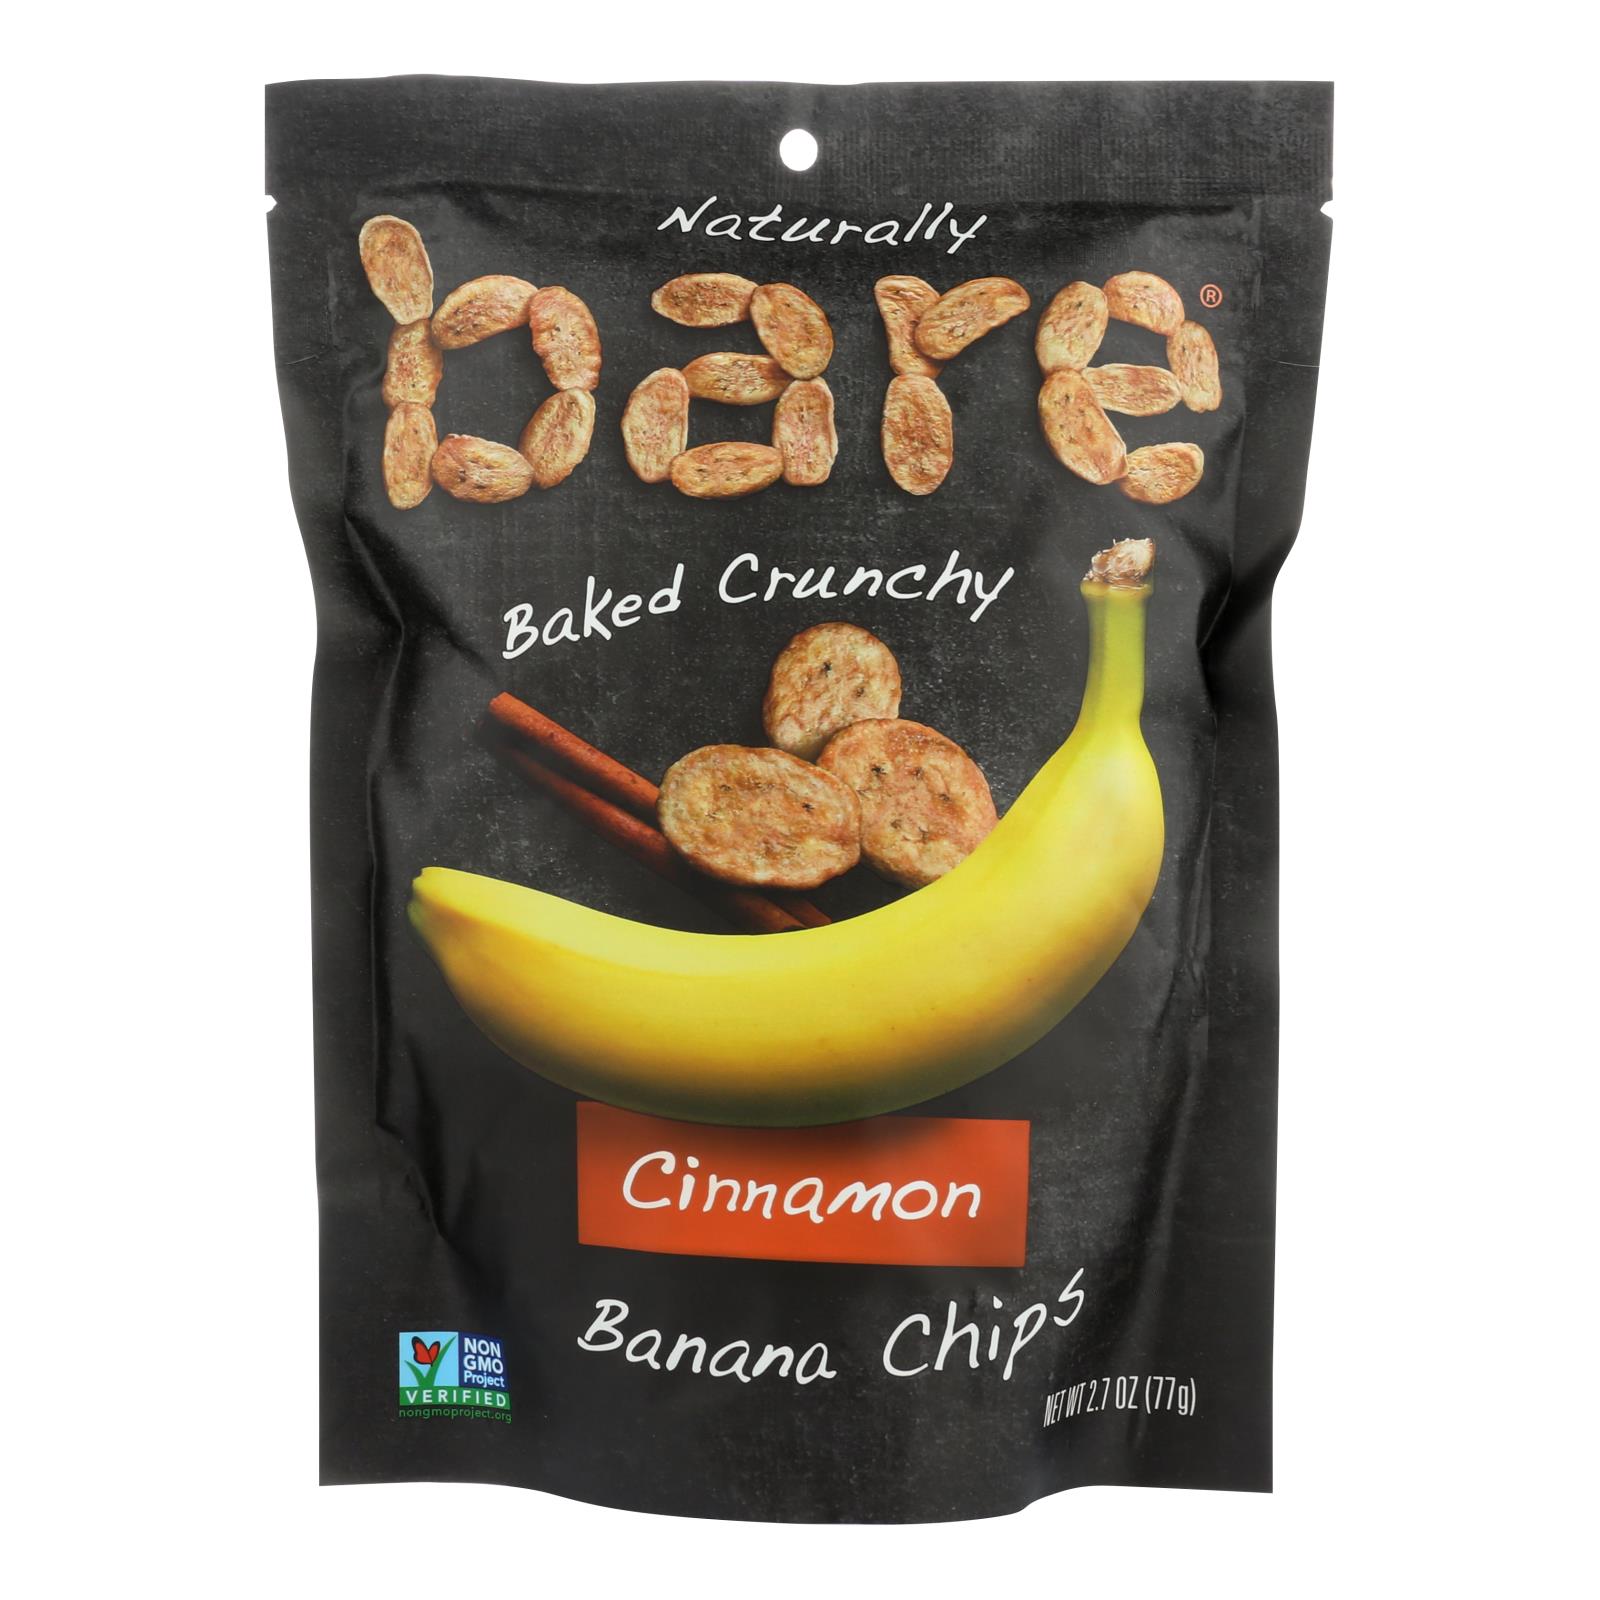 Naturally
bare®
Baked Crunchy
Cinnamon
Banana Chips
NON
GMO
Project
VERIFIED
nongmoproject.org
NET WT 2.7 OZ (77g)